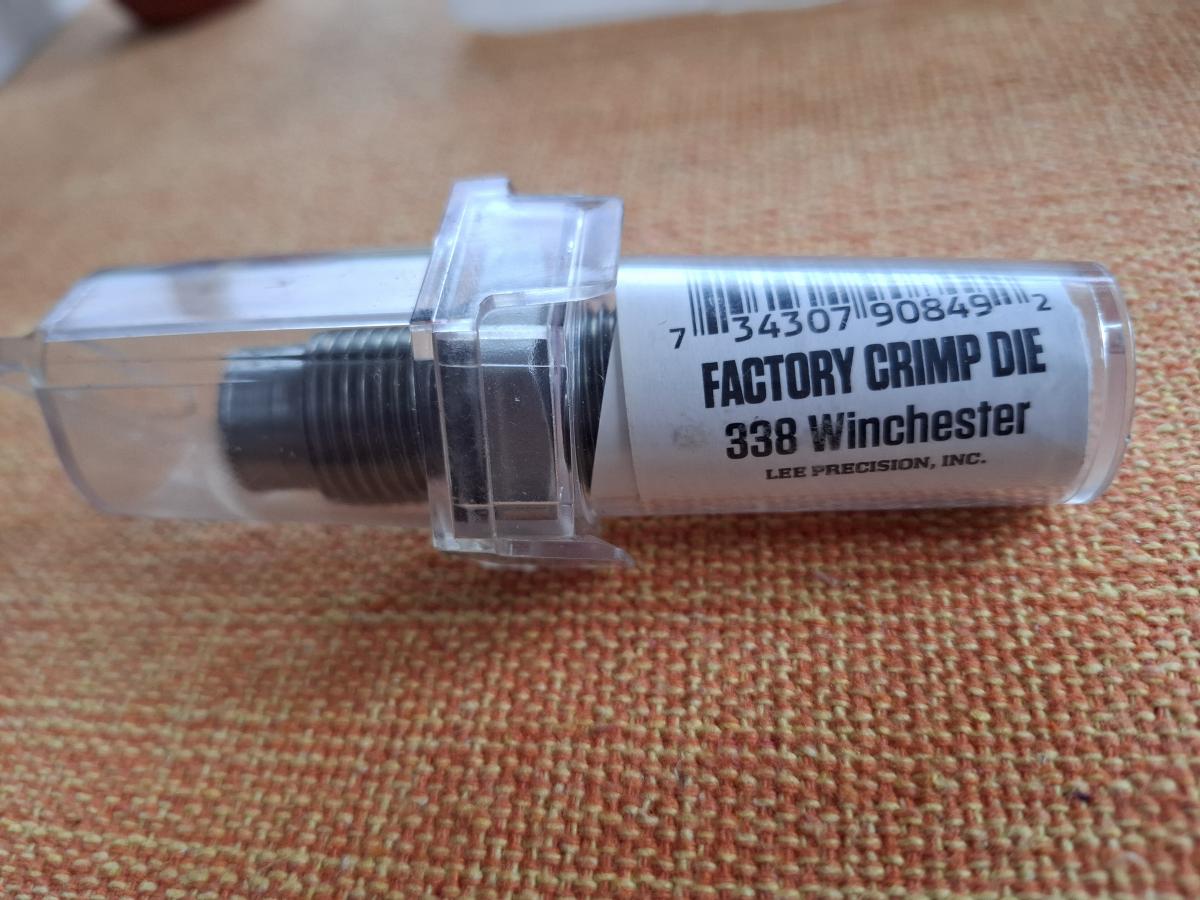 7 34307 90849 2
FACTORY CRIMP DIE
338 Winchester
LEE PRECISION, INC.